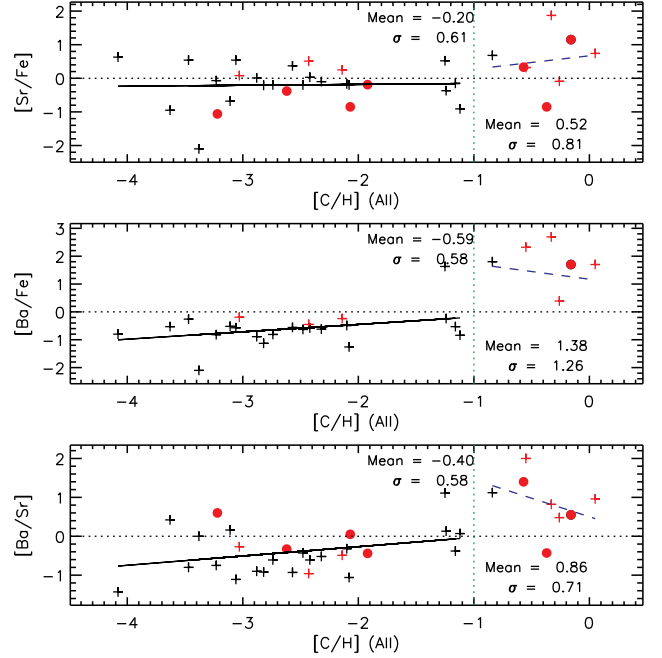 Mean = −0.20
σ = 0.61
2
1
0
−1
−2
[Sr/Fe]
Mean = 0.52
σ = 0.81
−4 −3 −2 −1 0
[C/H] (All)
Mean = −0.59
σ = 0.58
3
2
1
0
−1
−2
[Ba/Fe]
Mean = 1.38
σ = 1.26
−4 −3 −2 −1 0
[C/H] (All)
Mean = −0.40
σ = 0.58
2
1
0
−1
[Ba/Sr]
Mean = 0.86
σ = 0.71
−4 −3 −2 −1 0
[C/H] (All)